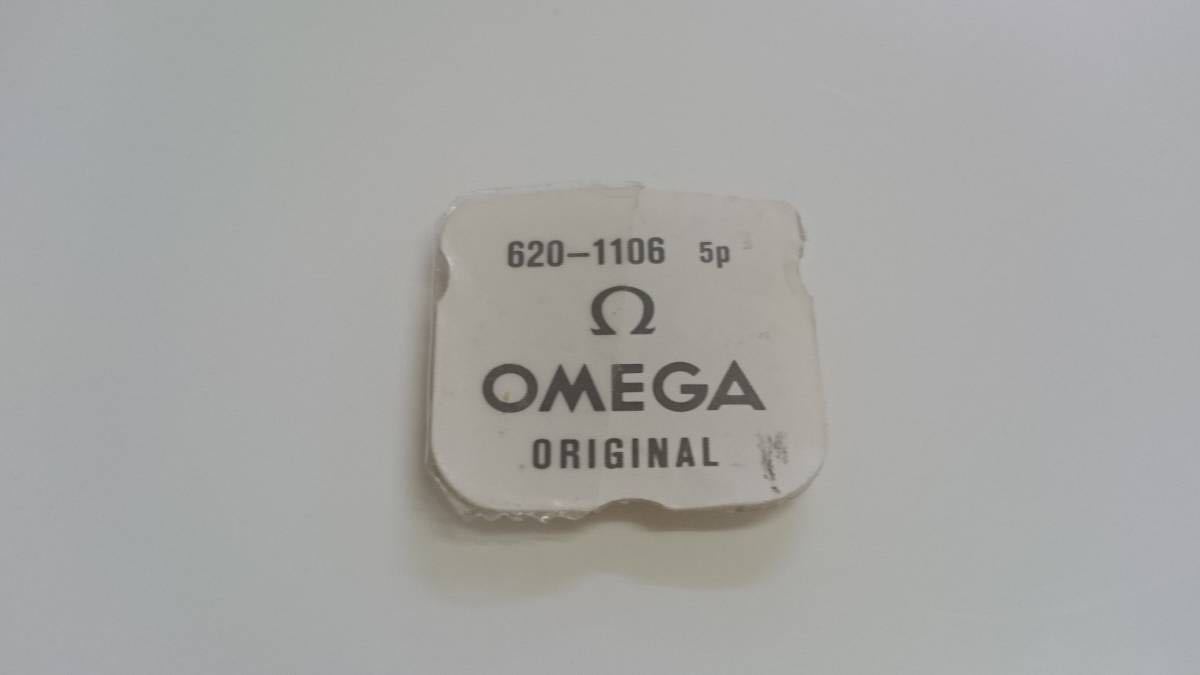 620-1106 5p
Ω
OMEGA
ORIGINAL